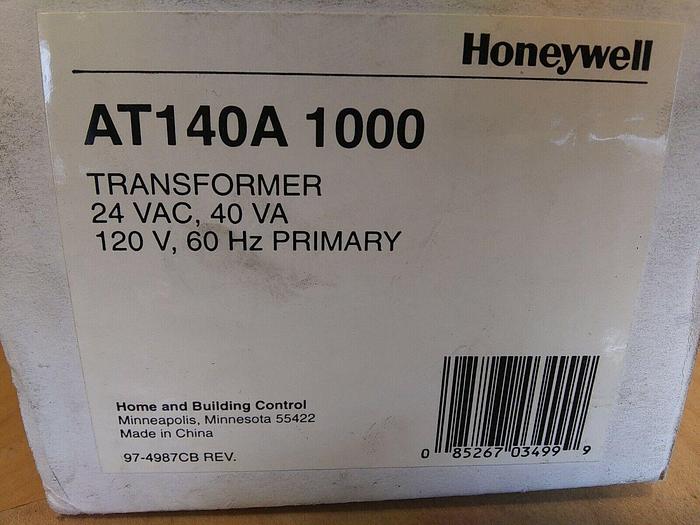 Honeywell
AT140A 1000
TRANSFORMER
24 VAC, 40 VA
120 V, 60 Hz PRIMARY
Home and Building Control
Minneapolis, Minnesota 55422
Made in China
97-4987CB REV.
0 85267 03499 9